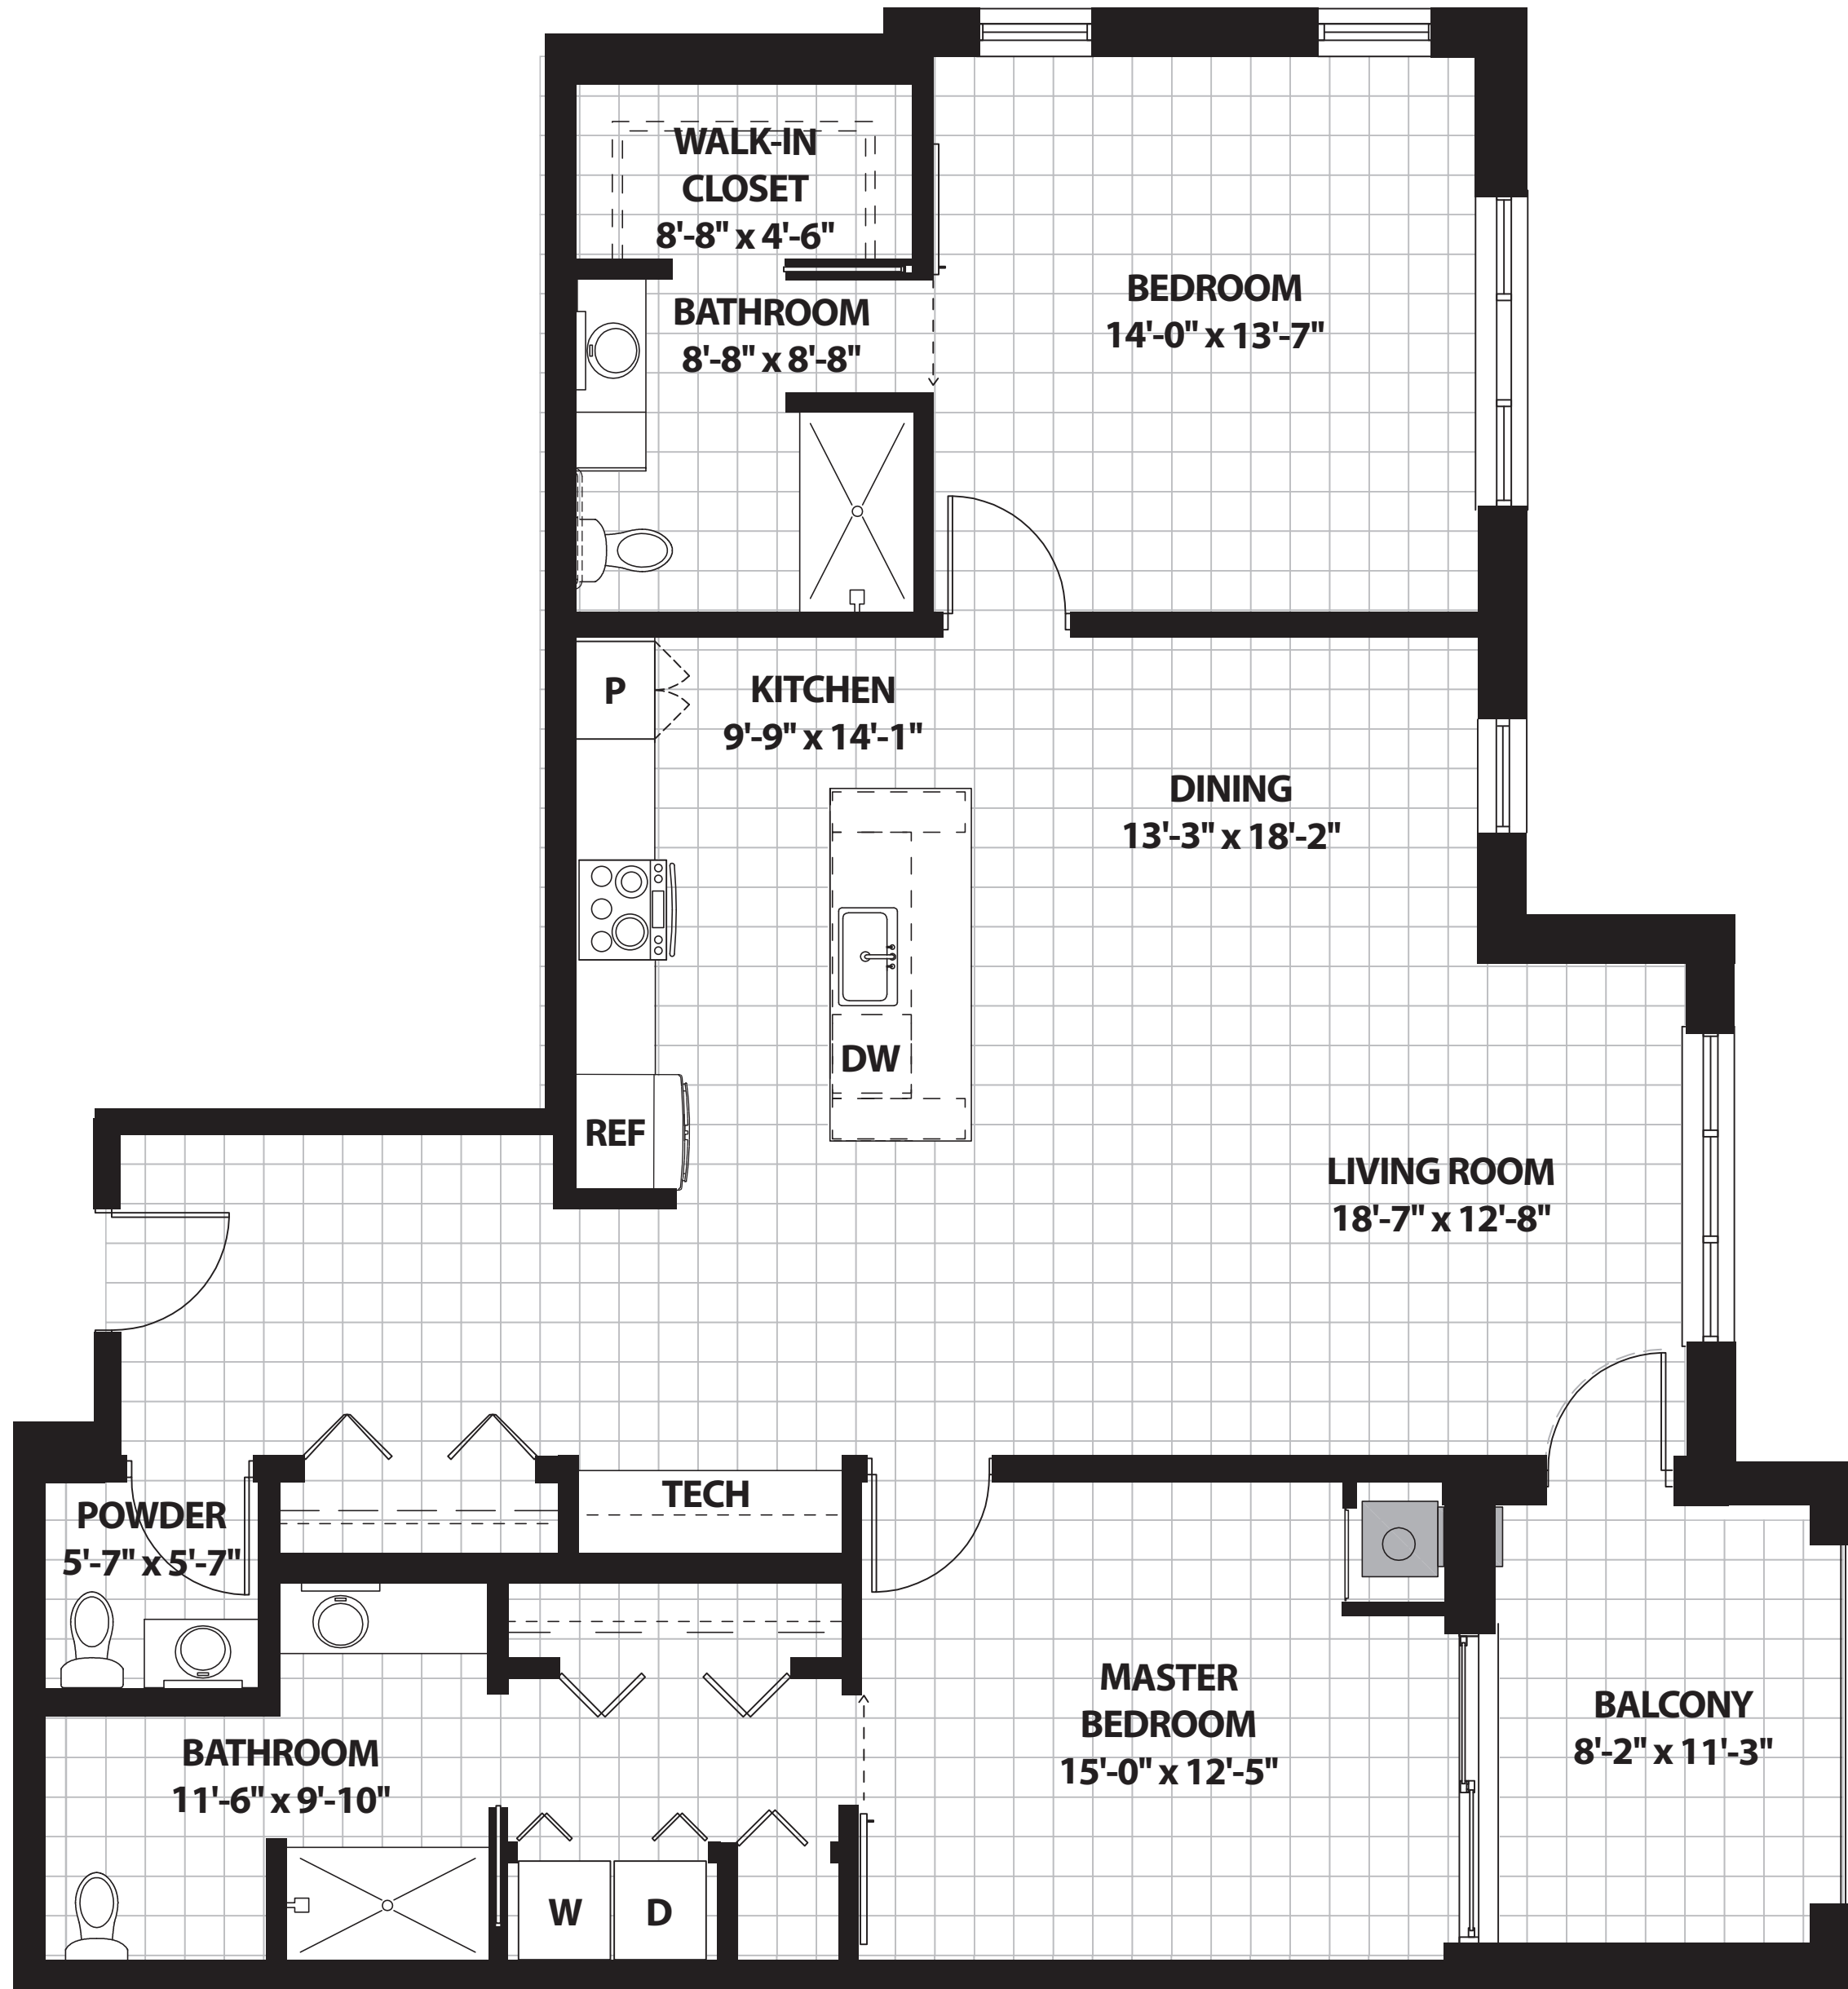 WALK-IN
CLOSET
8'-8" x 4'-6"
BATHROOM
8'-8" x 8'-8"
BEDROOM
14'-0" x 13'-7"
P
KITCHEN
9'-9" x 14'-1"
DINING
13'-3" x 18'-2"
DW
REF
LIVING ROOM
18'-7" x 12'-8"
TECH
POWDER
5'-7" x 5'-7"
MASTER
BEDROOM
15'-0" x 12'-5"
BALCONY
8'-2" x 11'-3"
BATHROOM
11'-6" x 9'-10"
W
D